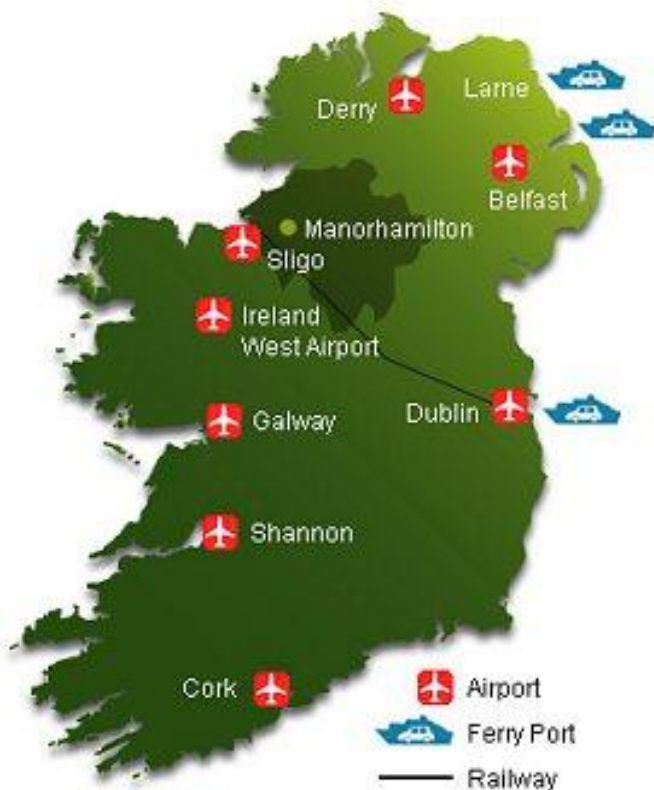 Larne
Derry
Belfast
Manorhamilton
Sligo
Ireland
West Airport
Dublin
Galway
Shannon
Cork
Airport
Ferry Port
Railway